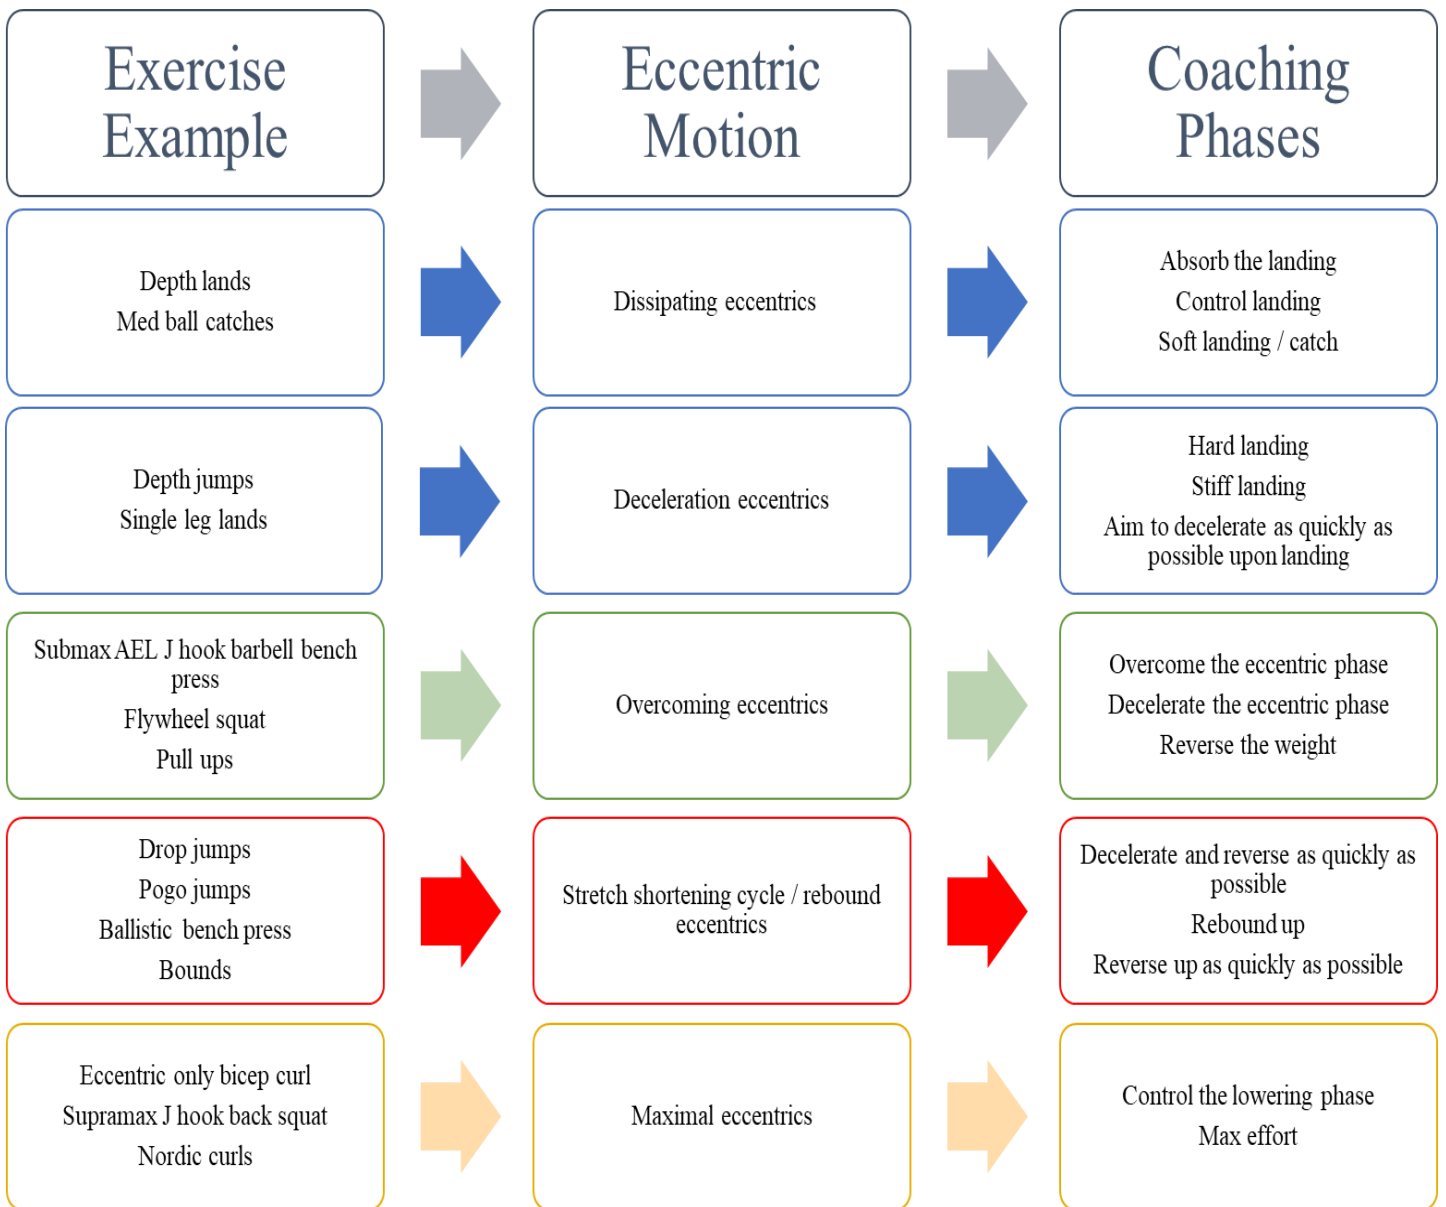 Exercise
Example
Eccentric
Motion
Coaching
Phases
Depth lands
Med ball catches
Dissipating eccentrics
Absorb the landing
Control landing
Soft landing / catch
Depth jumps
Single leg lands
Deceleration eccentrics
Hard landing
Stiff landing
Aim to decelerate as quickly as
possible upon landing
Submax AEL J hook barbell bench
press
Flywheel squat
Pull ups
Overcoming eccentrics
Overcome the eccentric phase
Decelerate the eccentric phase
Reverse the weight
Drop jumps
Pogo jumps
Ballistic bench press
Bounds
Stretch shortening cycle / rebound
eccentrics
Decelerate and reverse as quickly as
possible
Rebound up
Reverse up as quickly as possible
Eccentric only bicep curl
Supramax J hook back squat
Nordic curls
Maximal eccentrics
Control the lowering phase
Max effort